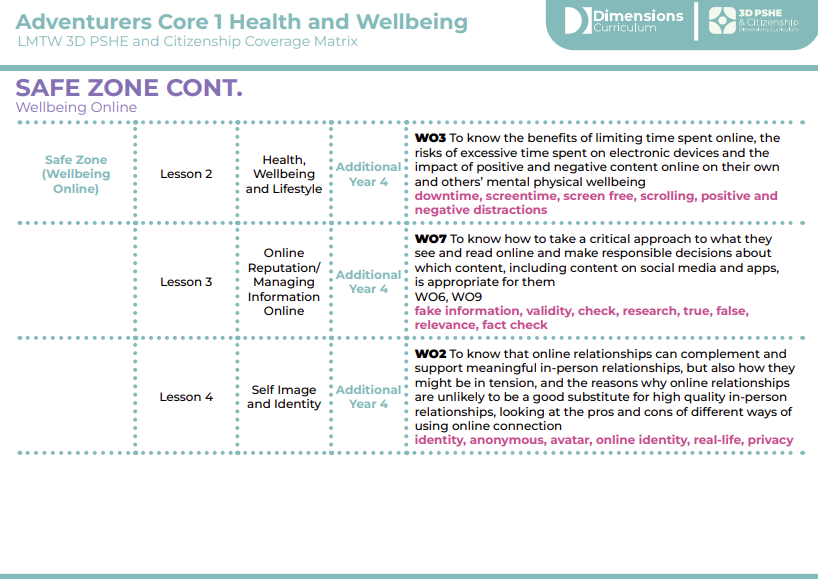 Adventurers Core 1 Health and Wellbeing
LMTW 3D PSHE and Citizenship Coverage Matrix
Dimensions
Curriculum
3D PSHE
& Citizenship
Dimensions Curriculum
SAFE ZONE CONT.
Wellbeing Online
Safe Zone
(Wellbeing
Online)
Lesson 2
Health,
Wellbeing
and Lifestyle
Additional
Year 4
WO3 To know the benefits of limiting time spent online, the
risks of excessive time spent on electronic devices and the
impact of positive and negative content online on their own
and others’ mental physical wellbeing
downtime, screentime, screen free, scrolling, positive and
negative distractions
Lesson 3
Online
Reputation/
Managing
Information
Online
Additional
Year 4
WO7 To know how to take a critical approach to what they
see and read online and make responsible decisions about
which content, including content on social media and apps,
is appropriate for them
WO6, WO9
fake information, validity, check, research, true, false,
relevance, fact check
Lesson 4
Self Image
and Identity
Additional
Year 4
WO2 To know that online relationships can complement and
support meaningful in-person relationships, but also how they
might be in tension, and the reasons why online relationships
are unlikely to be a good substitute for high quality in-person
relationships, looking at the pros and cons of different ways of
using online connection
identity, anonymous, avatar, online identity, real-life, privacy